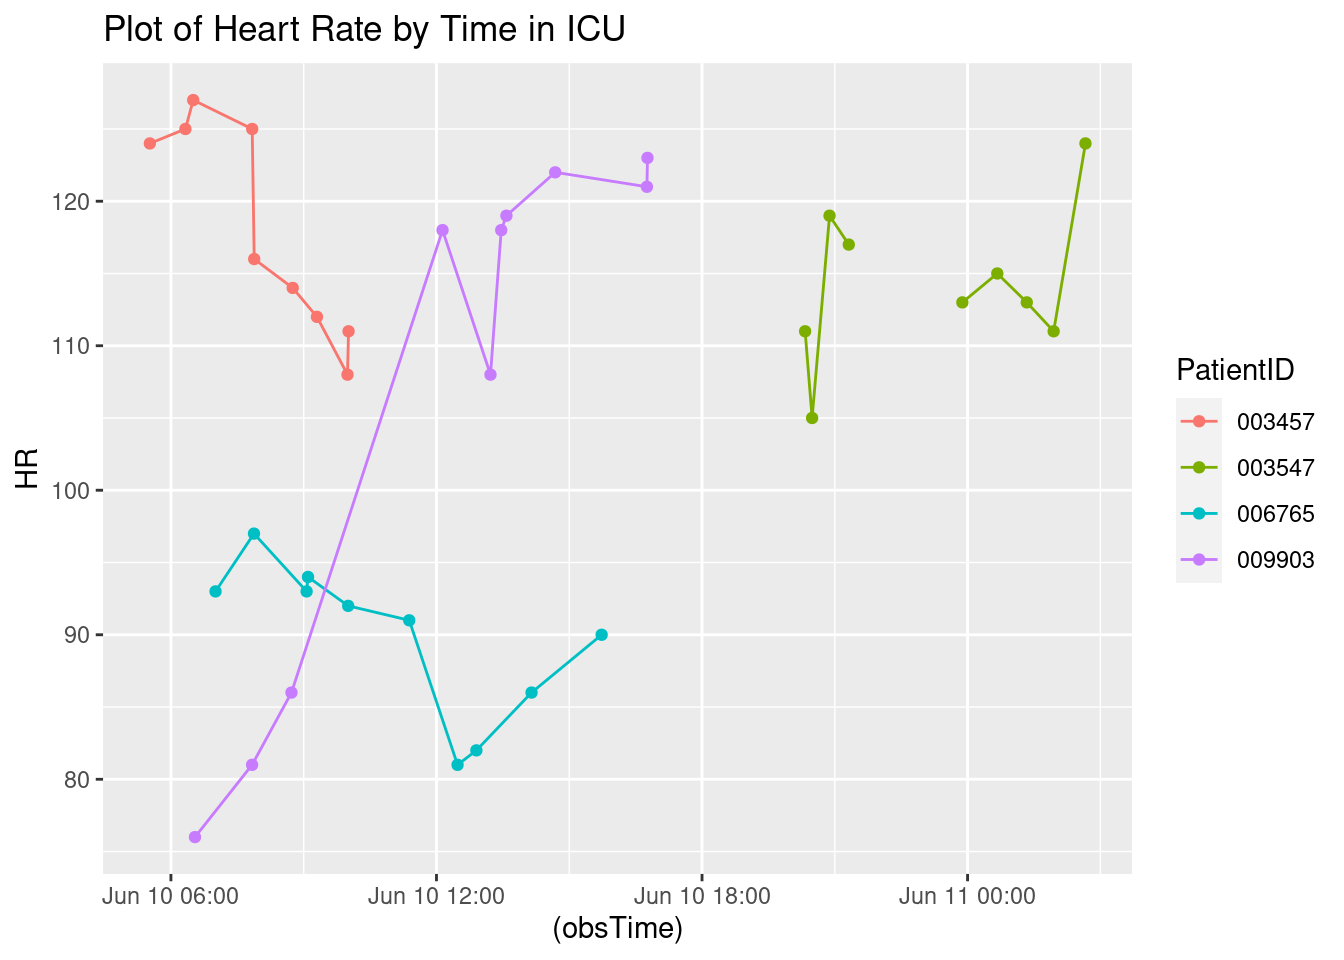 Plot of Heart Rate by Time in ICU
HR
120
110
100
90
80
Jun 10 06:00
Jun 10 12:00
Jun 10 18:00
Jun 11 00:00
(obsTime)
PatientID
003457
003547
006765
009903